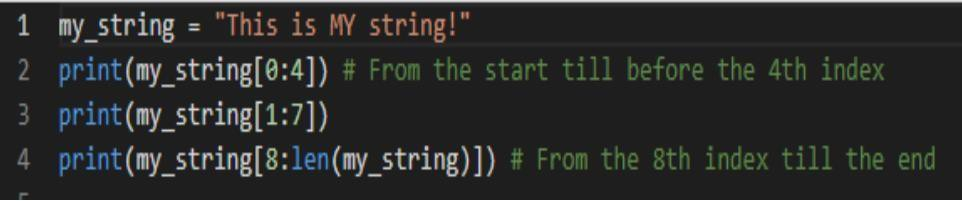 1 my_string = "This is MY string!"
2 print(my_string[0:4]) # From the start till before the 4th index
3 print(my_string[1:7])
4 print(my_string[8:len(my_string)]) # From the 8th index till the end